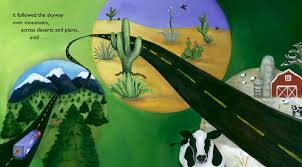 It followed the skyway
over mountains,
across deserts and plains,
until . . .